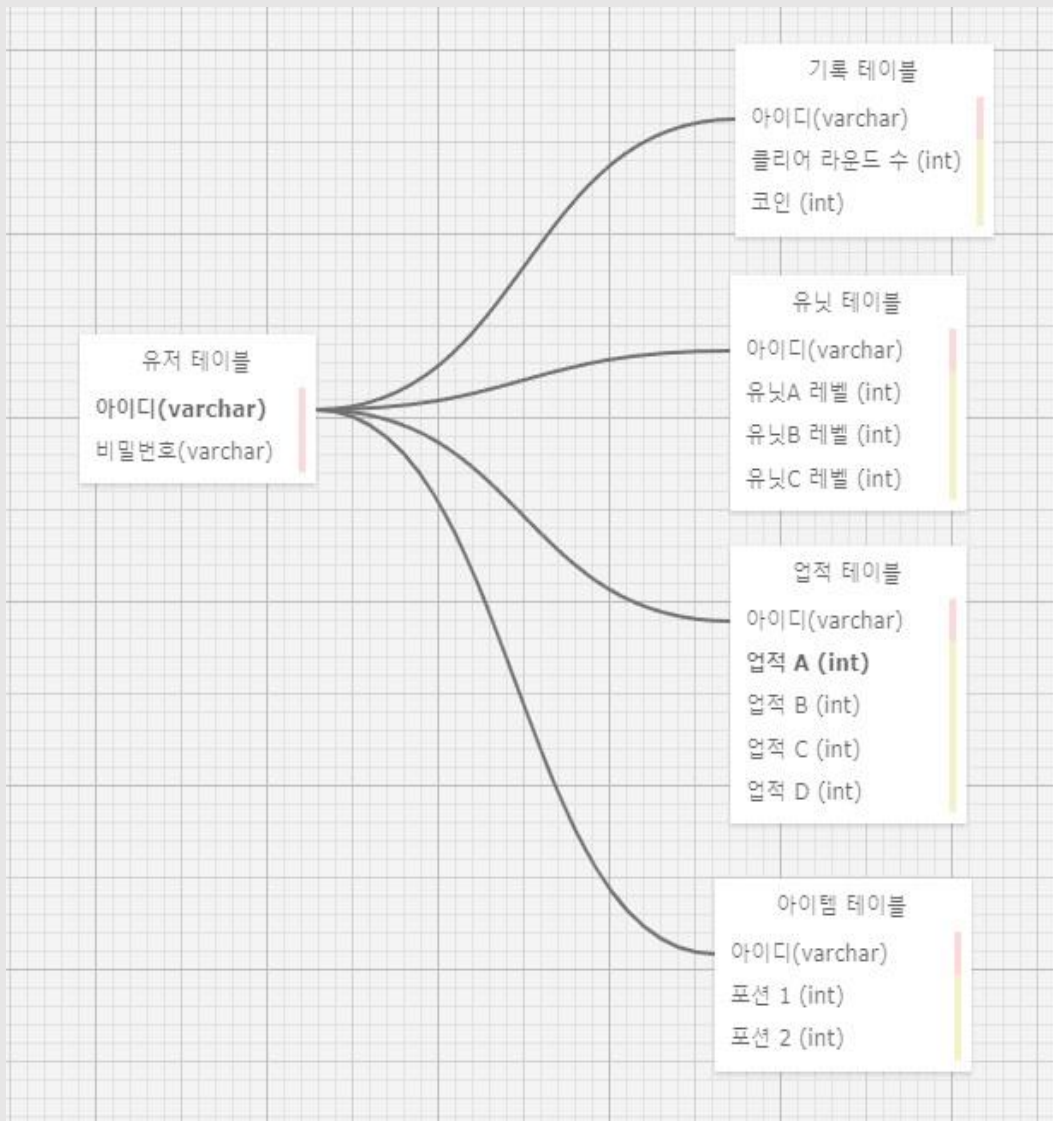 기록 테이블
아이디(varchar)
클리어 라운드 수 (int)
코인 (int)
유닛 테이블
아이디(varchar)
유닛A 레벨 (int)
유닛B 레벨 (int)
유닛C 레벨 (int)
유저 테이블
아이디(varchar)
비밀번호(varchar)
업적 테이블
아이디(varchar)
업적 A (int)
업적 B (int)
업적 C (int)
업적 D (int)
아이템 테이블
아이디(varchar)
포션 1 (int)
포션 2 (int)